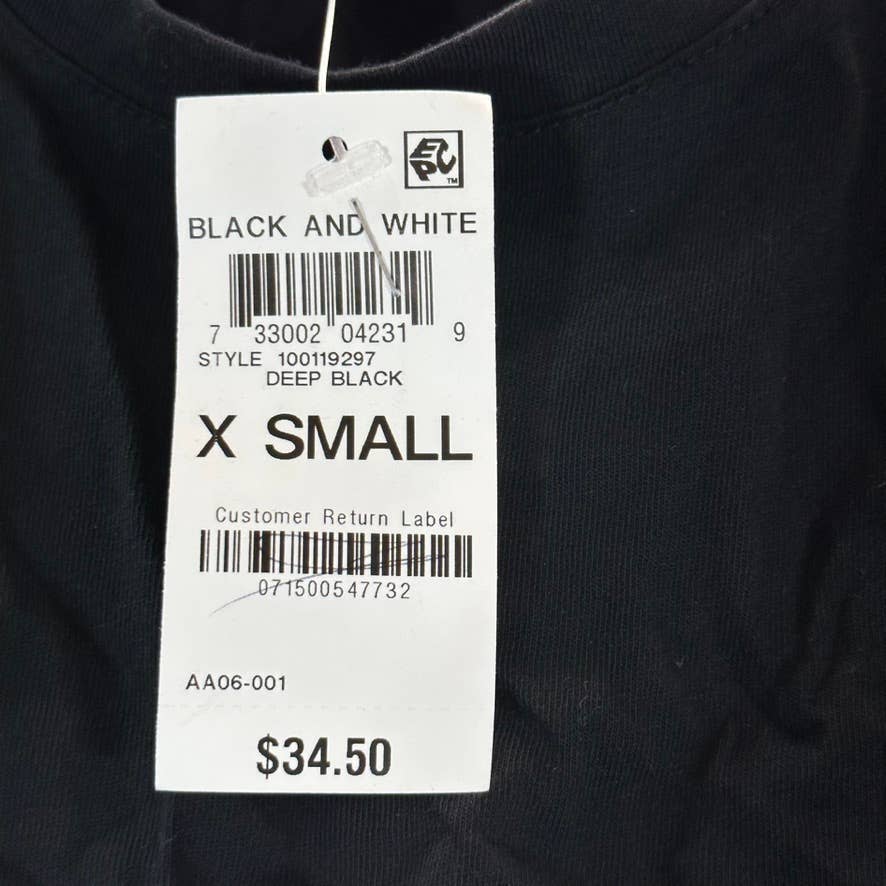 EPC
TM
BLACK AND WHITE
7 33002 04231 9
STYLE 100119297
DEEP BLACK
X SMALL
Customer Return Label
071500547732
AA06-001
$34.50